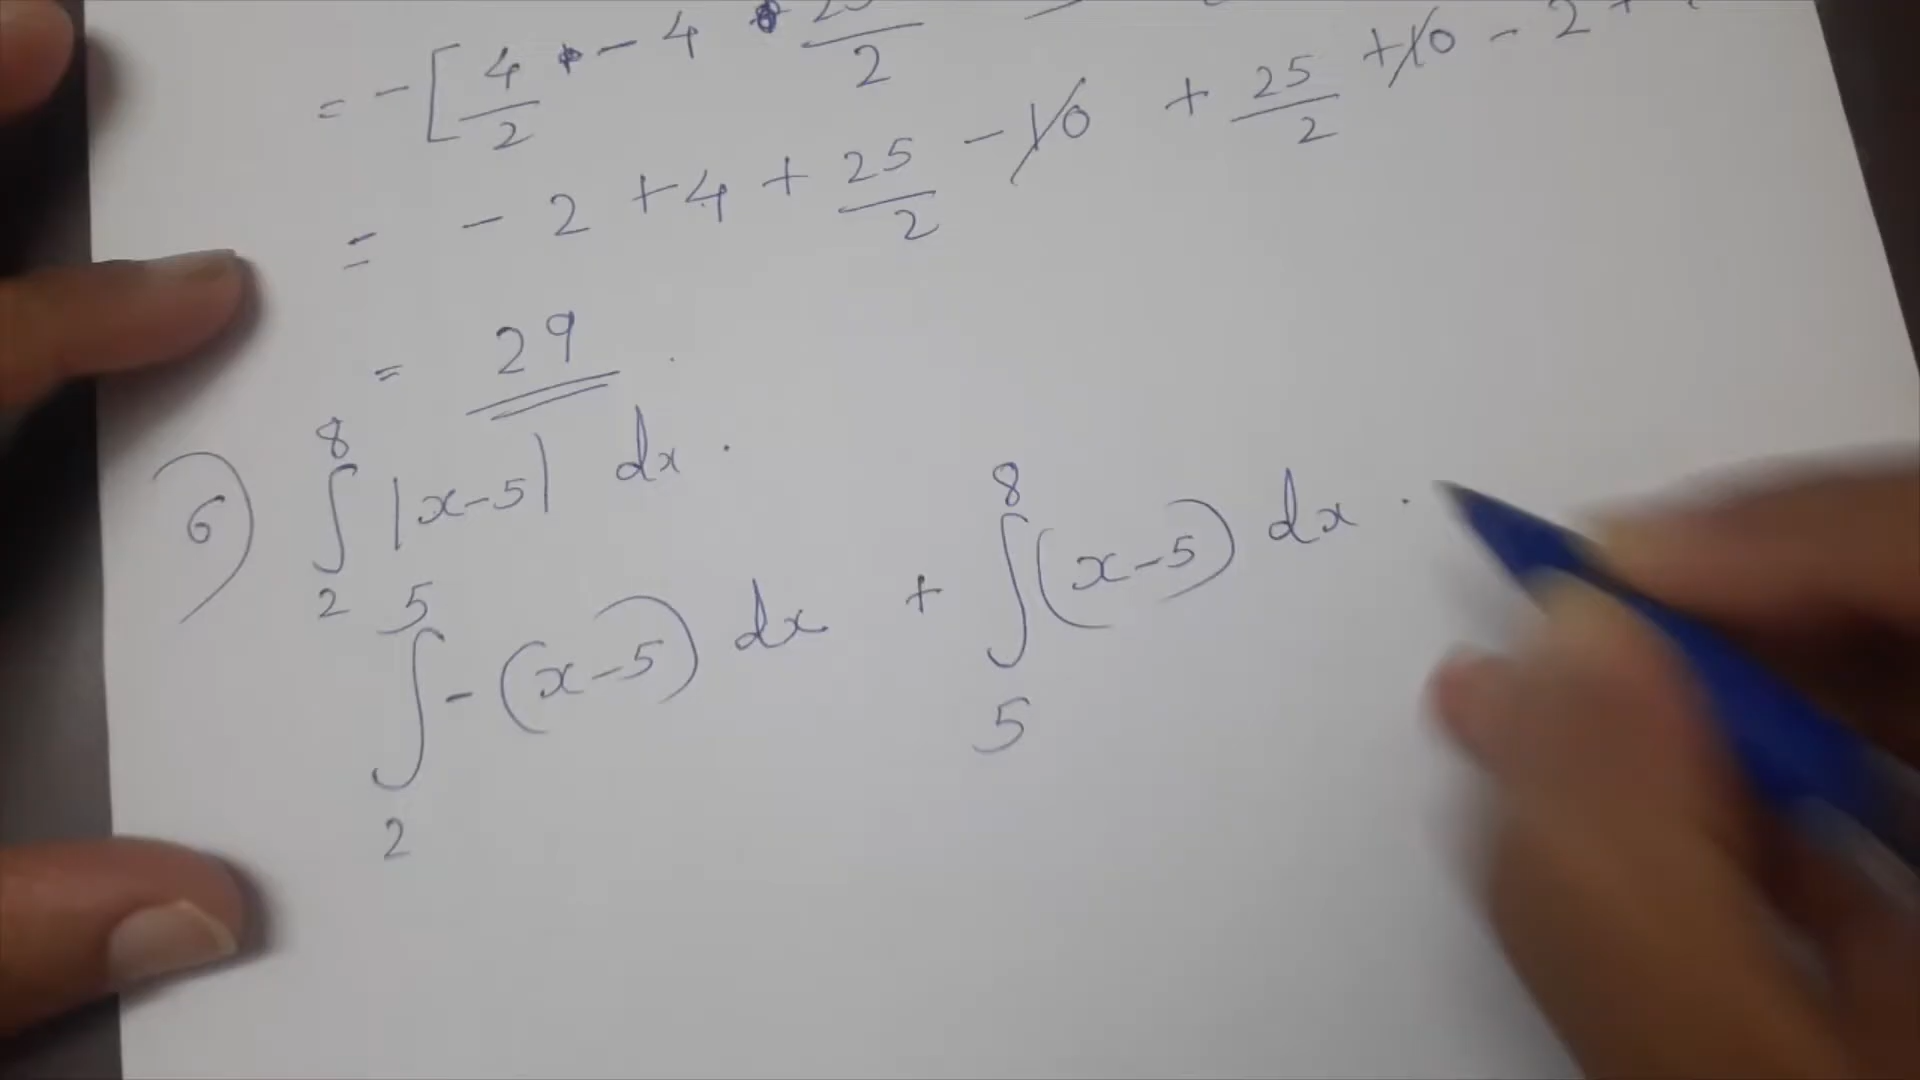 = - [ 4/2 - 4 25/2
= - 2 + 4 + 25/2 - 10 + 25/2 + 10 - 2 +
= 29
6) ∫₂⁸ |x-5| dx.
∫₂⁵ -(x-5) dx + ∫₅⁸ (x-5) dx.